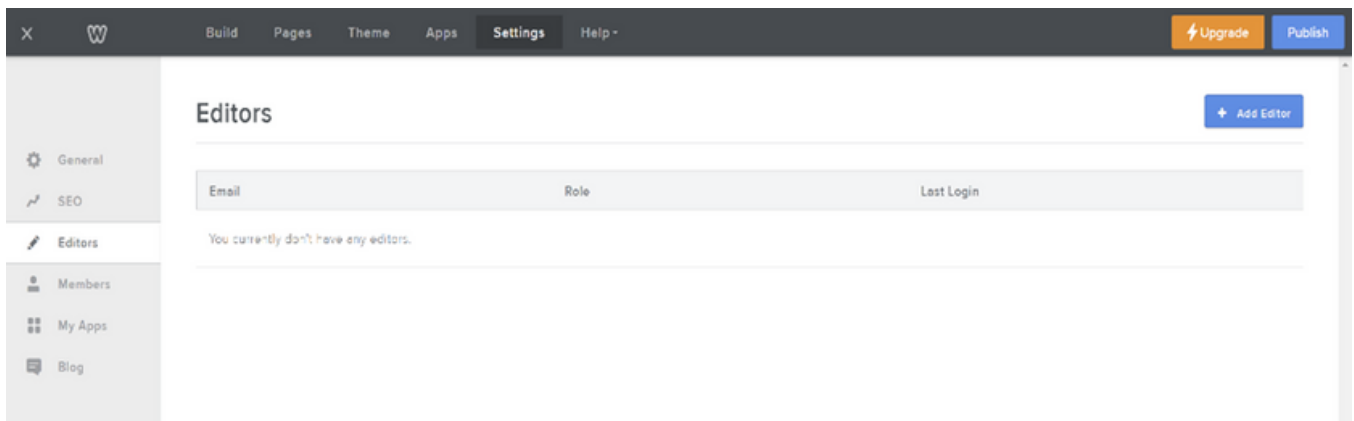 Build Pages Theme Apps Settings Help
Upgrade Publish
Editors
+ Add Editor
General
SEO
Editors
Members
My Apps
Blog
Email Role Last Login
You currently don't have any editors.